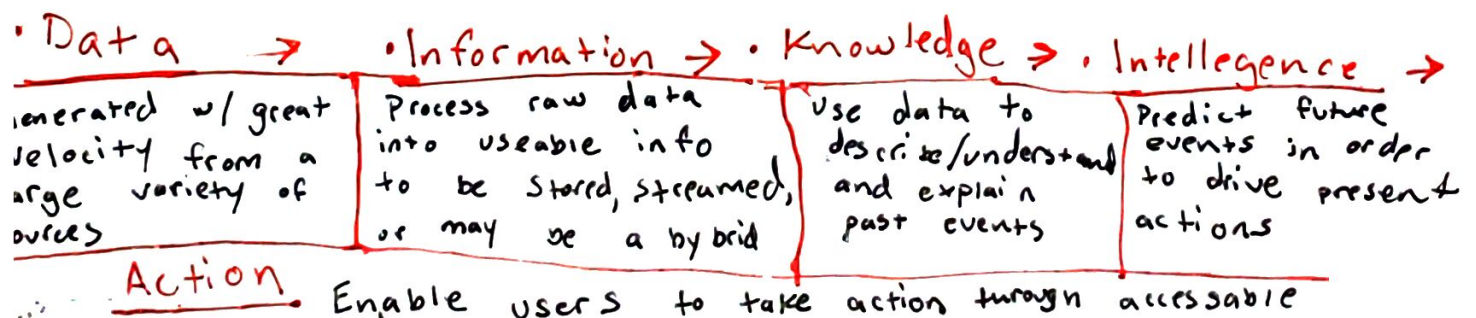 • Data → • Information → • Knowledge → • Intellegence →
enerated w/ great
elocity from a
arge variety of
ources
Process raw data
into useable info
to be stored, streamed,
or may be a hybrid
Use data to
describe/understand
and explain
past events
Predict future
events in order
to drive present
actions
Action Enable users to take action through accessable